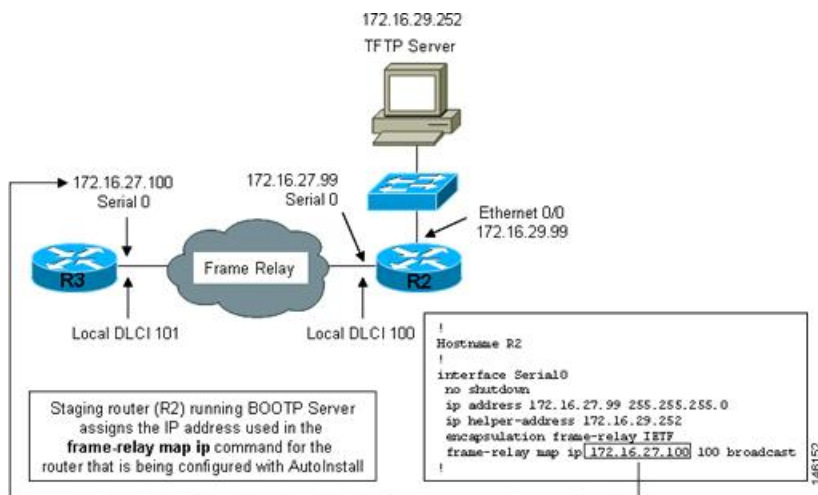 172.16.29.252
TFTP Server
172.16.27.100
Serial 0
172.16.27.99
Serial 0
Ethernet 0/0
172.16.29.99
R3
Frame Relay
R2
Local DLCI 101
Local DLCI 100
Staging router (R2) running BOOTP Server
assigns the IP address used in the
frame-relay map ip command for the
router that is being configured with AutoInstall
!
Hostname R2
!
interface Serial0
no shutdown
ip address 172.16.27.99 255.255.255.0
ip helper-address 172.16.29.252
encapsulation frame-relay IETF
frame-relay map ip 172.16.27.100 100 broadcast
!
146152